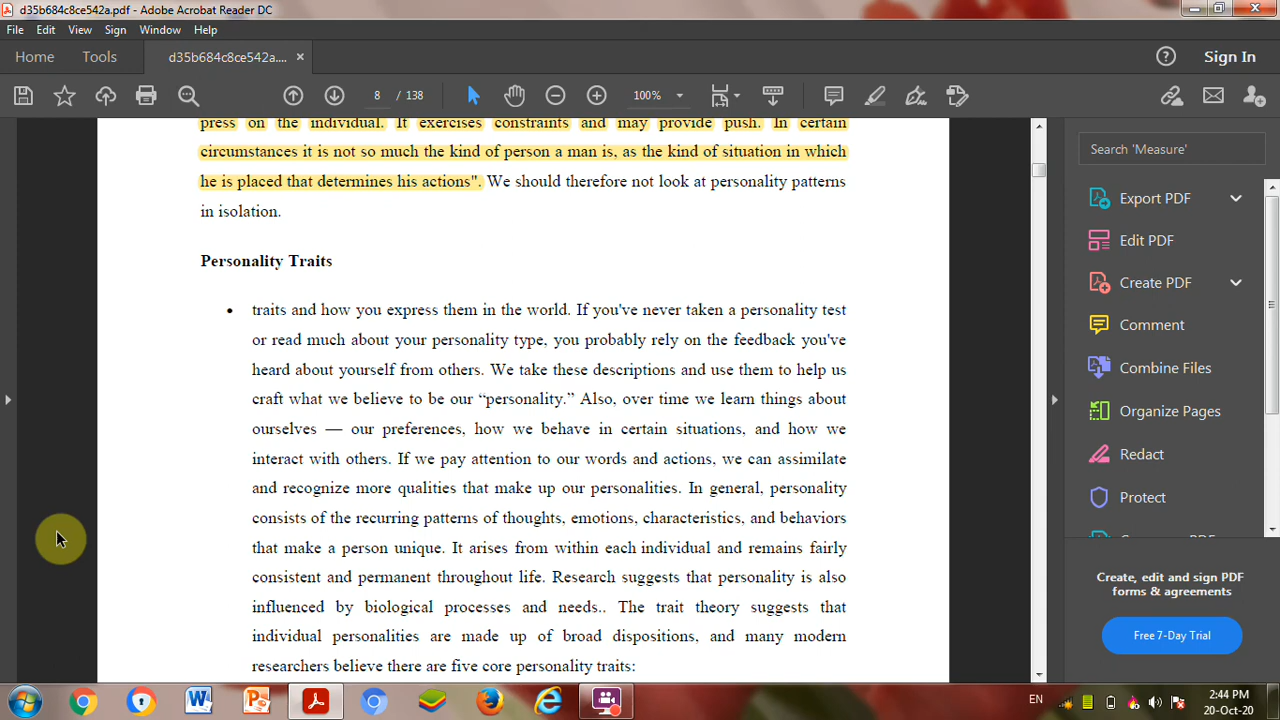 d35b684c8ce542a.pdf - Adobe Acrobat Reader DC
File Edit View Sign Window Help
Home Tools d35b684c8ce542a.... × Sign In
8 / 138 100%
press on the individual. It exercises constraints and may provide push. In certain
circumstances it is not so much the kind of person a man is, as the kind of situation in which
he is placed that determines his actions". We should therefore not look at personality patterns
in isolation.
Personality Traits
• traits and how you express them in the world. If you've never taken a personality test
or read much about your personality type, you probably rely on the feedback you've
heard about yourself from others. We take these descriptions and use them to help us
craft what we believe to be our “personality.” Also, over time we learn things about
ourselves — our preferences, how we behave in certain situations, and how we
interact with others. If we pay attention to our words and actions, we can assimilate
and recognize more qualities that make up our personalities. In general, personality
consists of the recurring patterns of thoughts, emotions, characteristics, and behaviors
that make a person unique. It arises from within each individual and remains fairly
consistent and permanent throughout life. Research suggests that personality is also
influenced by biological processes and needs.. The trait theory suggests that
individual personalities are made up of broad dispositions, and many modern
researchers believe there are five core personality traits:
Search 'Measure'
Export PDF
Edit PDF
Create PDF
Comment
Combine Files
Organize Pages
Redact
Protect
Create, edit and sign PDF
forms & agreements
Free 7-Day Trial
EN
2:44 PM
20-Oct-20